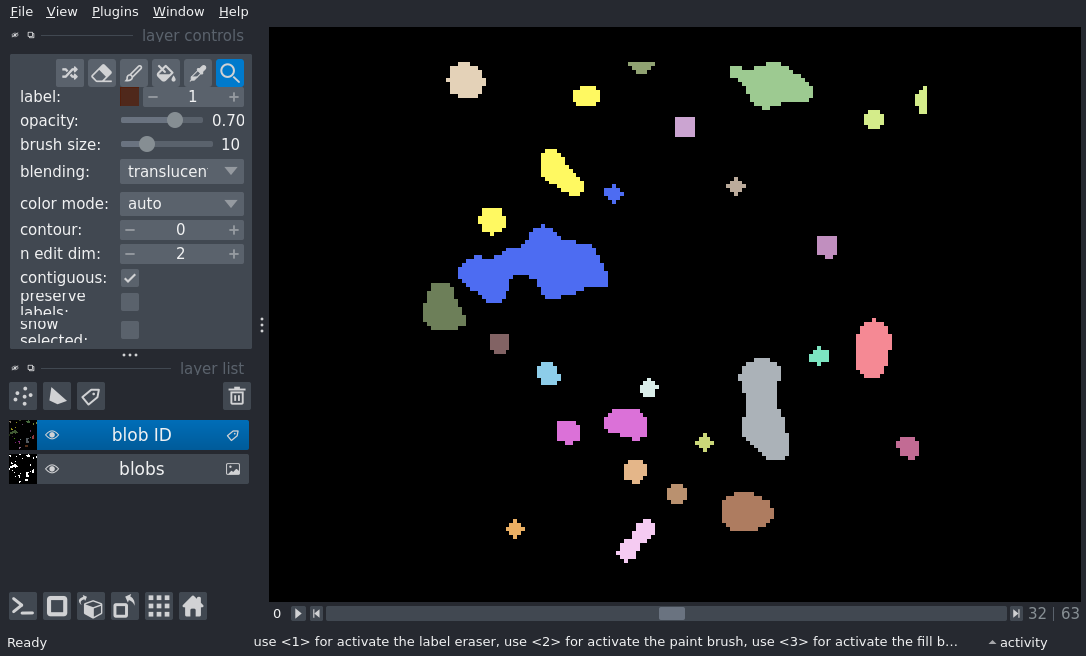 File View Plugins Window Help
layer controls
label: 1
opacity: 0.70
brush size: 10
blending: translucen
color mode: auto
contour: 0
n edit dim: 2
contiguous:
preserve
labels:
show
selected:
layer list
blob ID
blobs
0 32 | 63
Ready use <1> for activate the label eraser, use <2> for activate the paint brush, use <3> for activate the fill b... activity